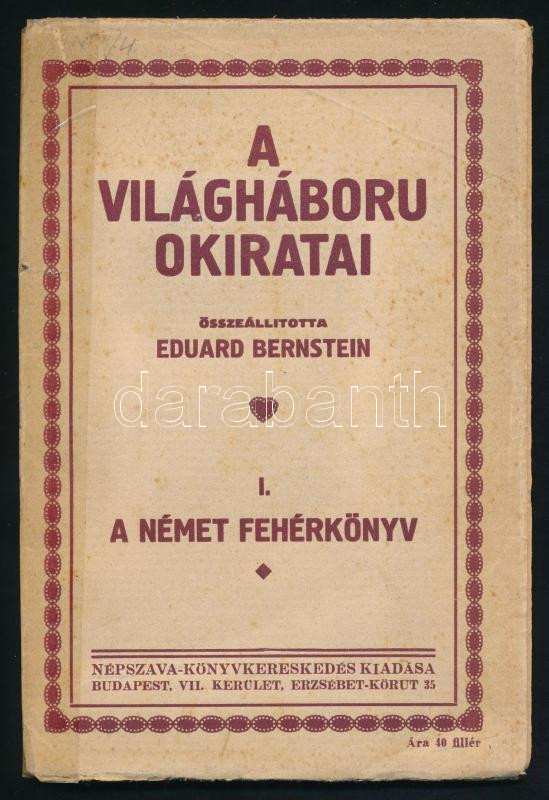 A
VILÁGHÁBORU
OKIRATAI
ÖSSZEÁLLITOTTA
EDUARD BERNSTEIN
darabanth
I.
A NÉMET FEHÉRKÖNYV
NÉPSZAVA-KÖNYVKERESKEDÉS KIADÁSA
BUDAPEST, VII. KERÜLET, ERZSÉBET-KÖRUT 35
Ára 40 fillér